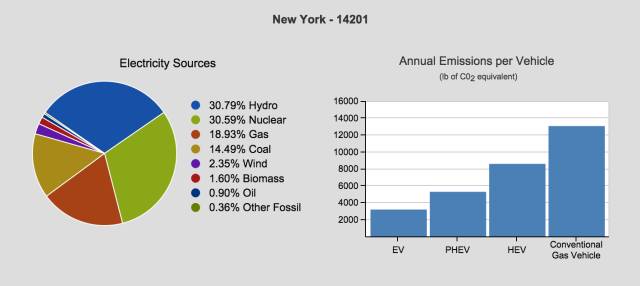 New York - 14201
Electricity Sources
30.79% Hydro
30.59% Nuclear
18.93% Gas
14.49% Coal
2.35% Wind
1.60% Biomass
0.90% Oil
0.36% Other Fossil
Annual Emissions per Vehicle
(lb of C0₂ equivalent)
16000
14000
12000
10000
8000
6000
4000
2000
EV
PHEV
HEV
Conventional
Gas Vehicle